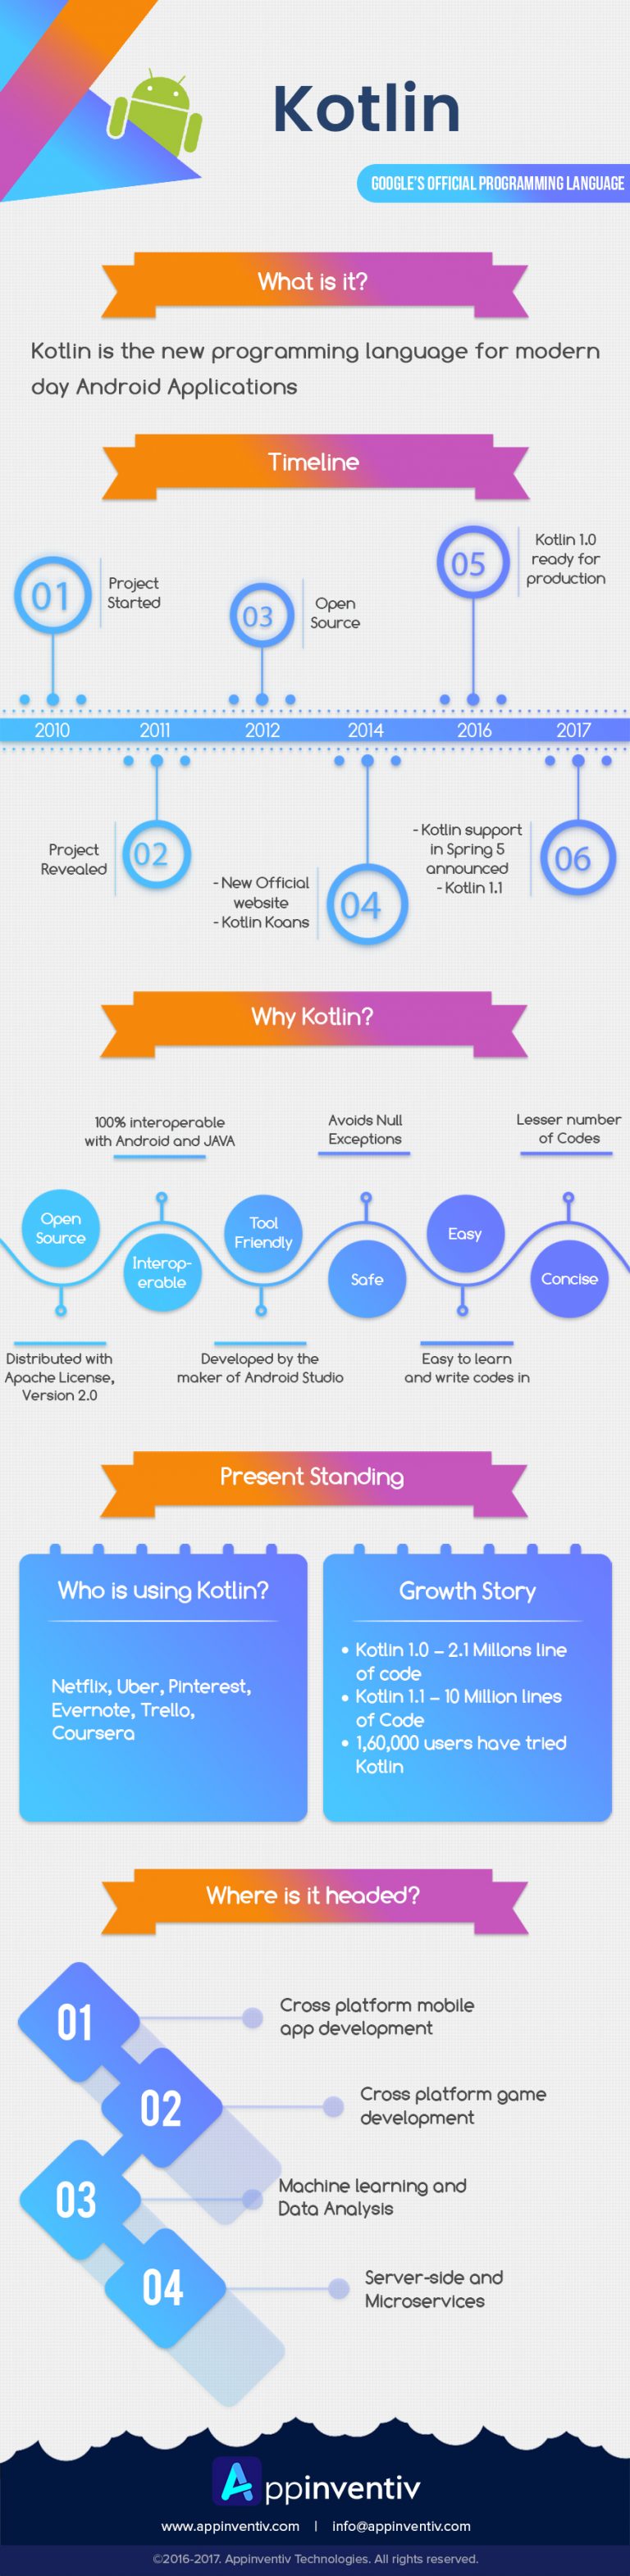 Kotlin
GOOGLE'S OFFICIAL PROGRAMMING LANGUAGE
What is it?
Kotlin is the new programming language for modern
day Android Applications
Timeline
01
Project
Started
03
Open
Source
05
Kotlin 1.0
ready for
production
2010
2011
2012
2014
2016
2017
Project
Revealed
02
- New Official
website
- Kotlin Koans
04
- Kotlin support
in Spring 5
announced
- Kotlin 1.1
06
Why Kotlin?
100% interoperable
with Android and JAVA
Avoids Null
Exceptions
Lesser number
of Codes
Open
Source
Interop-
erable
Tool
Friendly
Safe
Easy
Concise
Distributed with
Apache License,
Version 2.0
Developed by the
maker of Android Studio
Easy to learn
and write codes in
Present Standing
Who is using Kotlin?
Netflix, Uber, Pinterest,
Evernote, Trello,
Coursera
Growth Story
• Kotlin 1.0 – 2.1 Millons line
of code
• Kotlin 1.1 – 10 Million lines
of Code
• 1,60,000 users have tried
Kotlin
Where is it headed?
01
Cross platform mobile
app development
02
Cross platform game
development
03
Machine learning and
Data Analysis
04
Server-side and
Microservices
Appinventiv
www.appinventiv.com | info@appinventiv.com
©2016-2017. Appinventiv Technologies. All rights reserved.